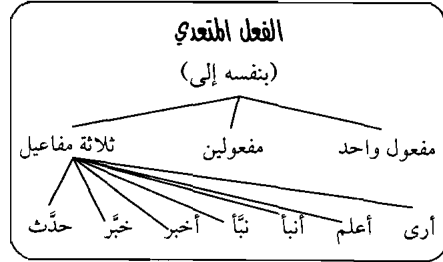 الفعل المتعدي
(بنفسه إلى)
مفعول واحد مفعولين ثلاثة مفاعيل
أرى أعلم أنبأ نبَّأ أخبر خبَّر حدَّث